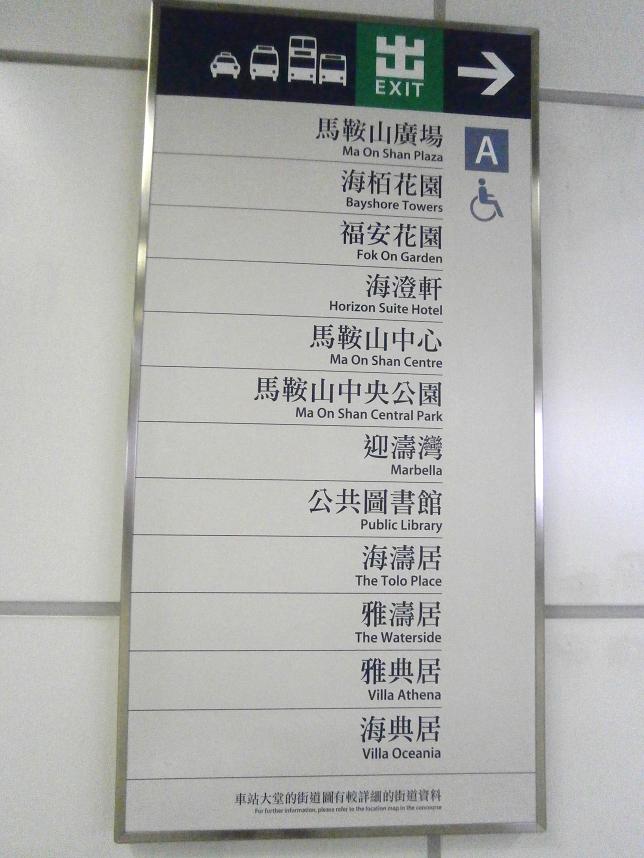 出
EXIT
馬鞍山廣場
Ma On Shan Plaza
A
海栢花園
Bayshore Towers
福安花園
Fok On Garden
海澄軒
Horizon Suite Hotel
馬鞍山中心
Ma On Shan Centre
馬鞍山中央公園
Ma On Shan Central Park
迎濤灣
Marbella
公共圖書館
Public Library
海濤居
The Tolo Place
雅濤居
The Waterside
雅典居
Villa Athena
海典居
Villa Oceania
車站大堂的街道圖有較詳細的街道資料
For further information, please refer to the location map in the concourse